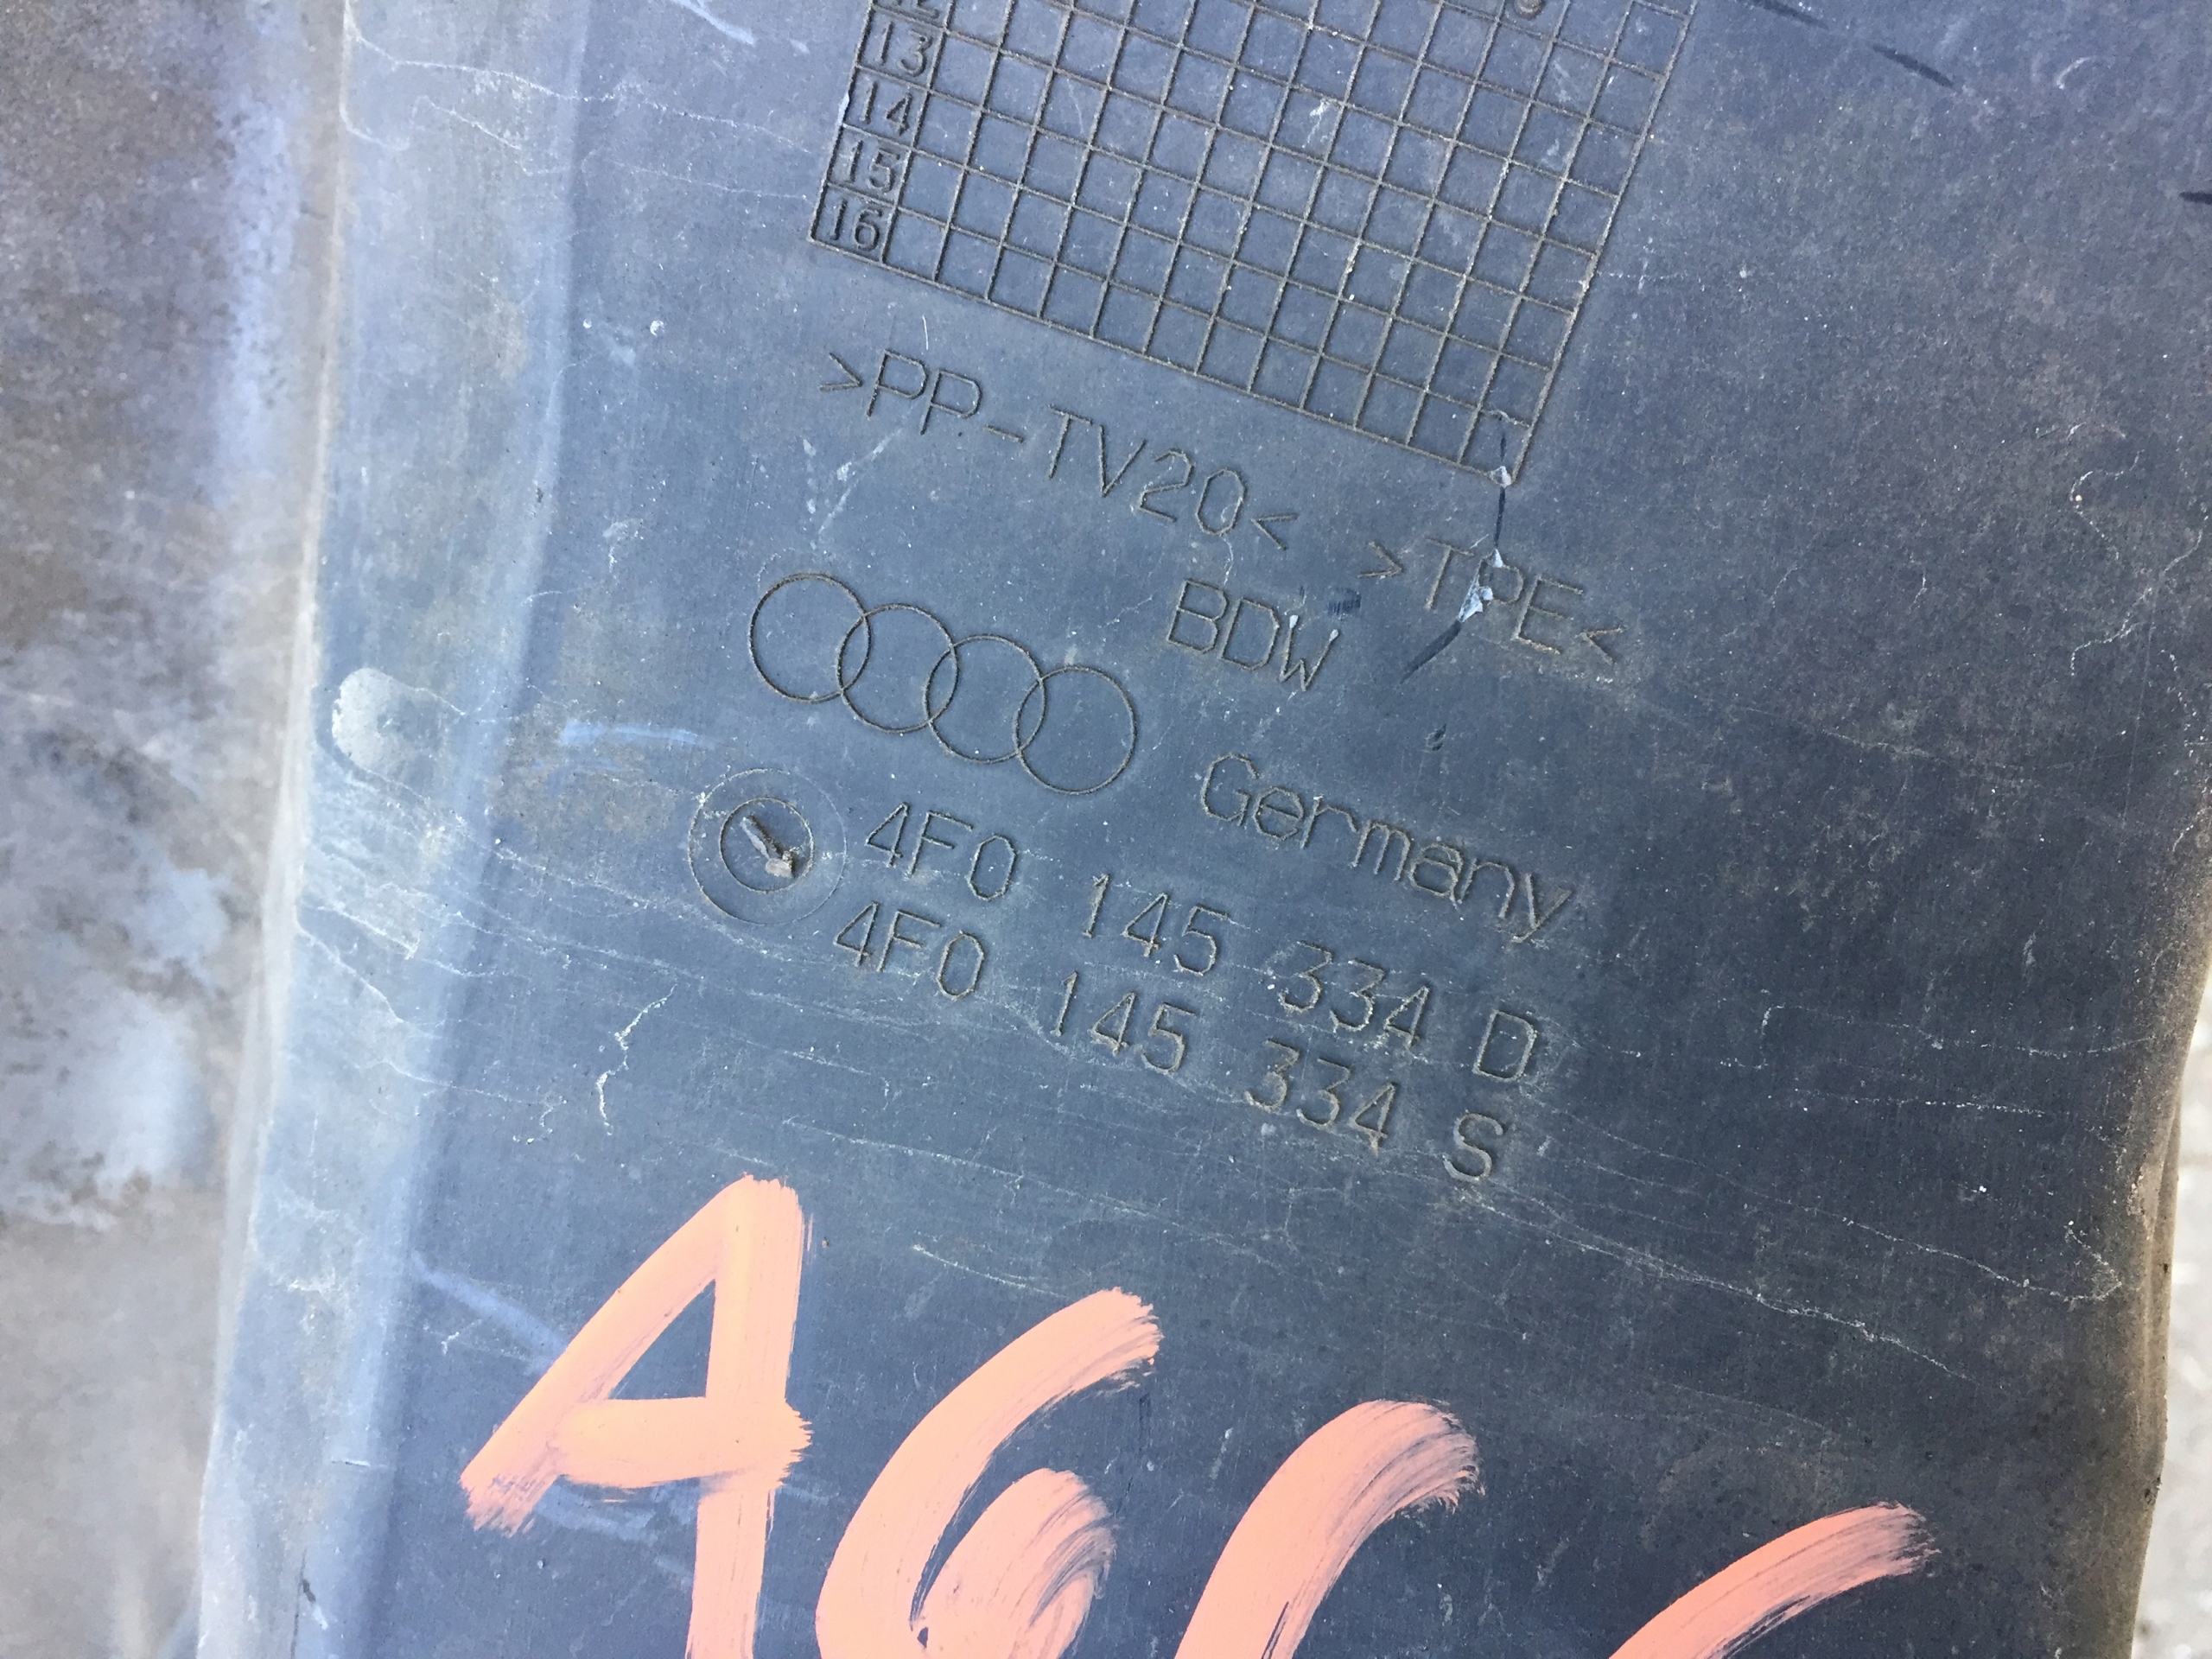 13
14
15
16
>PP-TV20< >TPE<
BDW
Germany
4F0 145 334 D
4F0 145 334 S
A6